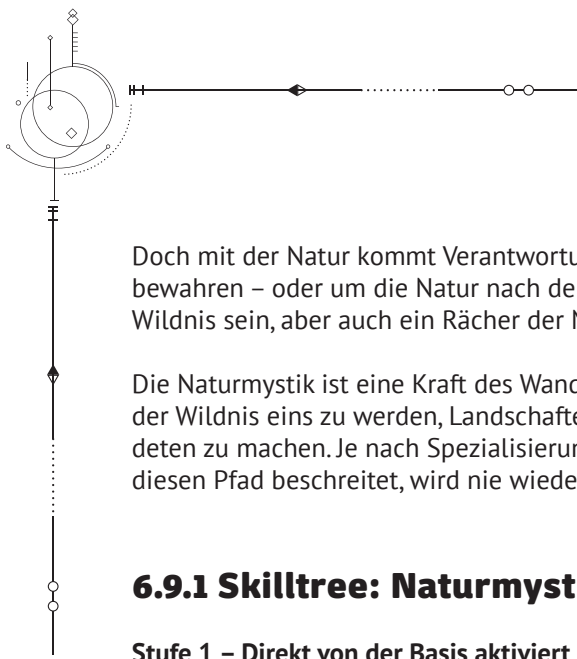 Doch mit der Natur kommt
bewahren – oder um die Natur nach
Wildnis sein, aber auch ein Rächer der
Die Naturmystik ist eine Kraft des
der Wildnis eins zu werden,
deten zu machen. Je nach
diesen Pfad beschreitet, wird nie
6.9.1 Skilltree:
Stufe 1 – Direkt von der Basis aktiviert